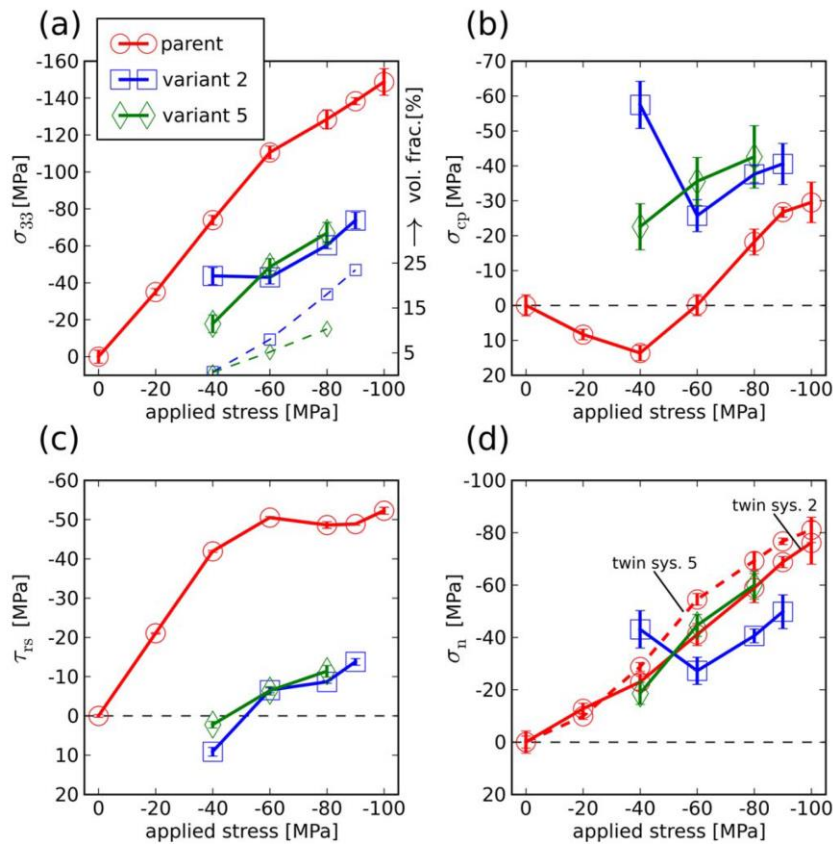 (a)
parent
variant 2
variant 5
-160
-140
-120
-100
-80
-60
-40
-20
0
σ33 [MPa]
→ vol. frac.[%]
25
15
5
0 -20 -40 -60 -80 -100
applied stress [MPa]
(b)
-70
-60
-50
-40
-30
-20
-10
0
10
20
σcp [MPa]
0 -20 -40 -60 -80 -100
applied stress [MPa]
(c)
-60
-50
-40
-30
-20
-10
0
10
20
τrs [MPa]
0 -20 -40 -60 -80 -100
applied stress [MPa]
(d)
-100
-80
-60
-40
-20
0
20
σn [MPa]
twin sys. 2
twin sys. 5
0 -20 -40 -60 -80 -100
applied stress [MPa]